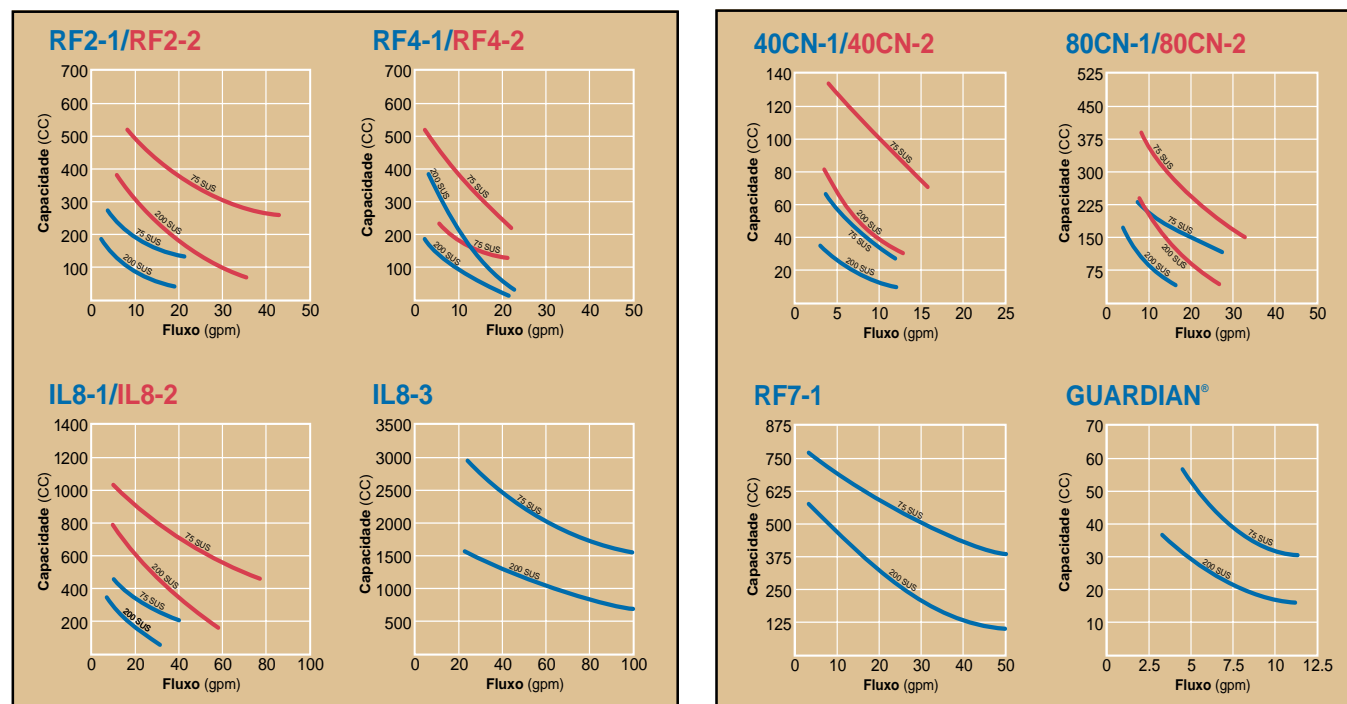 RF2-1/RF2-2
Capacidade (CC)
700
600
500
400
300
200
100
75 SUS
200 SUS
75 SUS
200 SUS
0 10 20 30 40 50
Fluxo (gpm)
RF4-1/RF4-2
Capacidade (CC)
700
600
500
400
300
200
100
200 SUS
75 SUS
75 SUS
200 SUS
0 10 20 30 40 50
Fluxo (gpm)
40CN-1/40CN-2
Capacidade (CC)
140
120
100
80
60
40
20
75 SUS
200 SUS
75 SUS
200 SUS
0 5 10 15 20 25
Fluxo (gpm)
80CN-1/80CN-2
Capacidade (CC)
525
450
375
300
225
150
75
75 SUS
75 SUS
200 SUS
200 SUS
0 10 20 30 40 50
Fluxo (gpm)
IL8-1/IL8-2
Capacidade (CC)
1400
1200
1000
800
600
400
200
75 SUS
200 SUS
75 SUS
200 SUS
0 20 40 60 80 100
Fluxo (gpm)
IL8-3
Capacidade (CC)
3500
3000
2500
2000
1500
1000
500
75 SUS
200 SUS
0 20 40 60 80 100
Fluxo (gpm)
RF7-1
Capacidade (CC)
875
750
625
500
375
250
125
75 SUS
200 SUS
0 10 20 30 40 50
Fluxo (gpm)
GUARDIAN®
Capacidade (CC)
70
60
50
40
30
20
10
75 SUS
200 SUS
0 2.5 5 7.5 10 12.5
Fluxo (gpm)